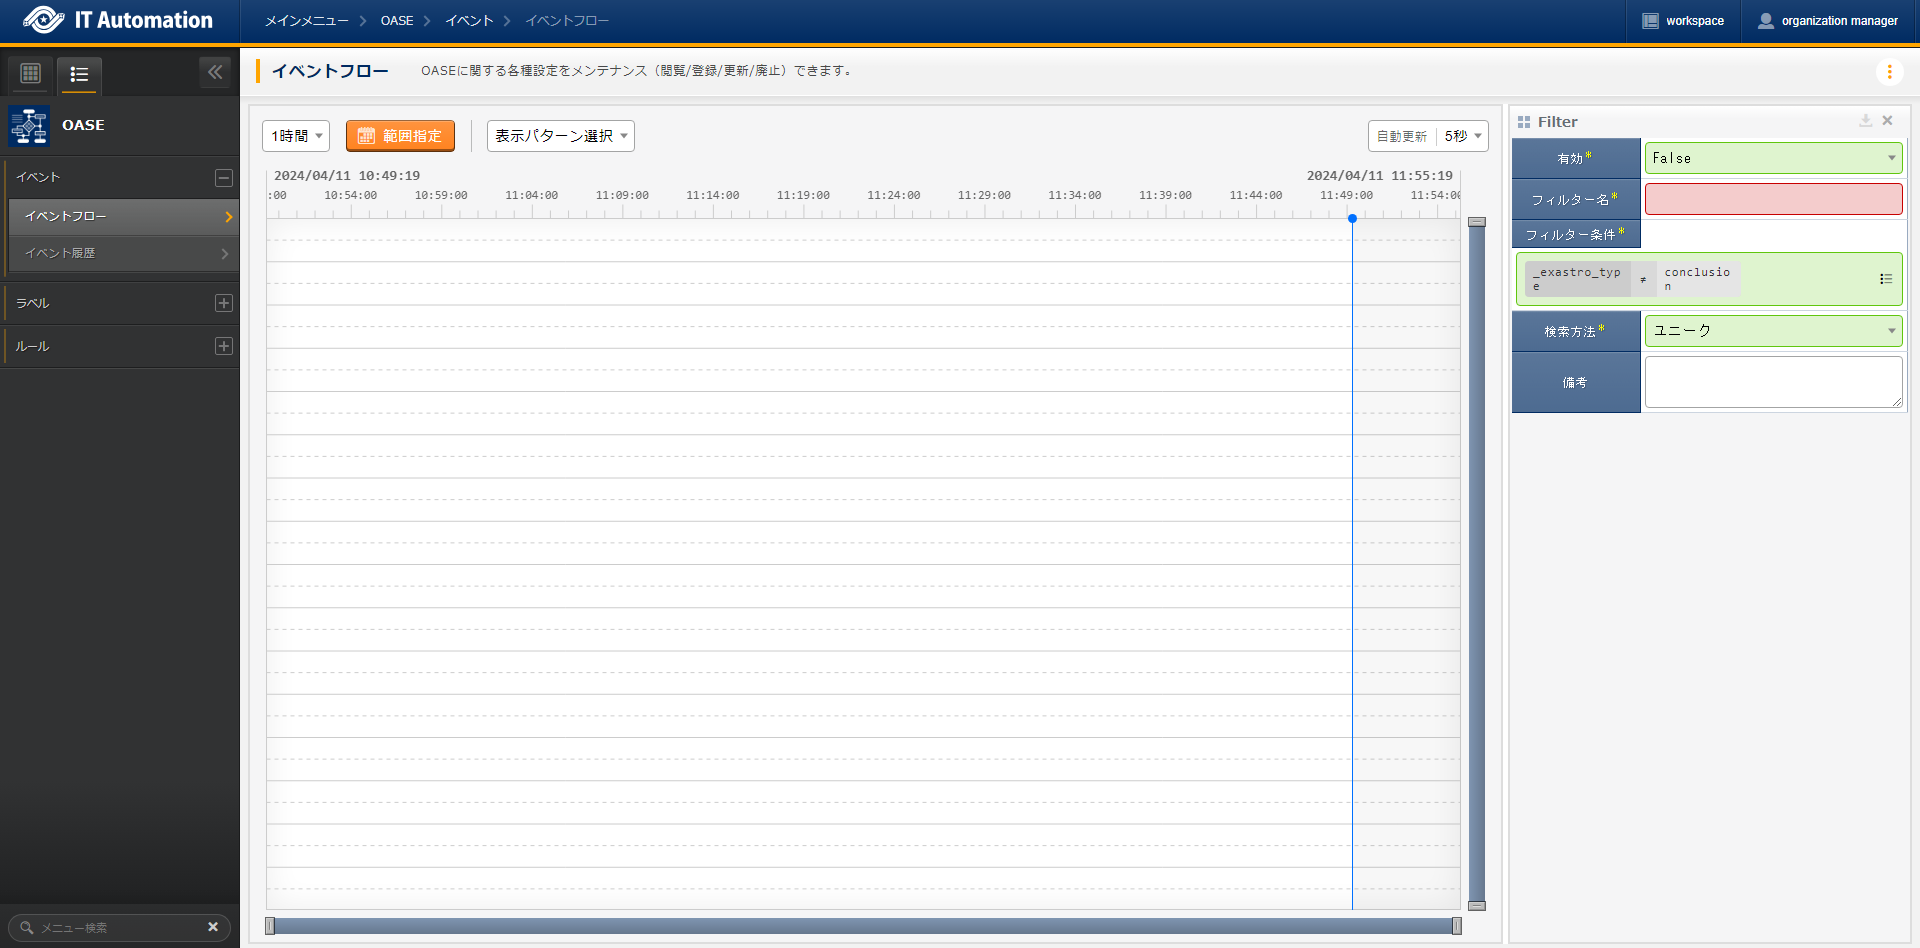 IT Automation
メインメニュー
OASE
イベント
イベントフロー
workspace
organization manager
OASE
イベント
イベントフロー
イベント履歴
ラベル
ルール
メニュー検索
イベントフロー
OASEに関する各種設定をメンテナンス（閲覧/登録/更新/廃止）できます。
1時間
範囲指定
表示パターン選択
自動更新
5秒
2024/04/11 10:49:19
2024/04/11 11:55:19
:00
10:54:00
10:59:00
11:04:00
11:09:00
11:14:00
11:19:00
11:24:00
11:29:00
11:34:00
11:39:00
11:44:00
11:49:00
11:54:00
Filter
有効*
False
フィルター名*
フィルター条件*
_exastro_typ
e
≠
conclusio
n
検索方法*
ユニーク
備考